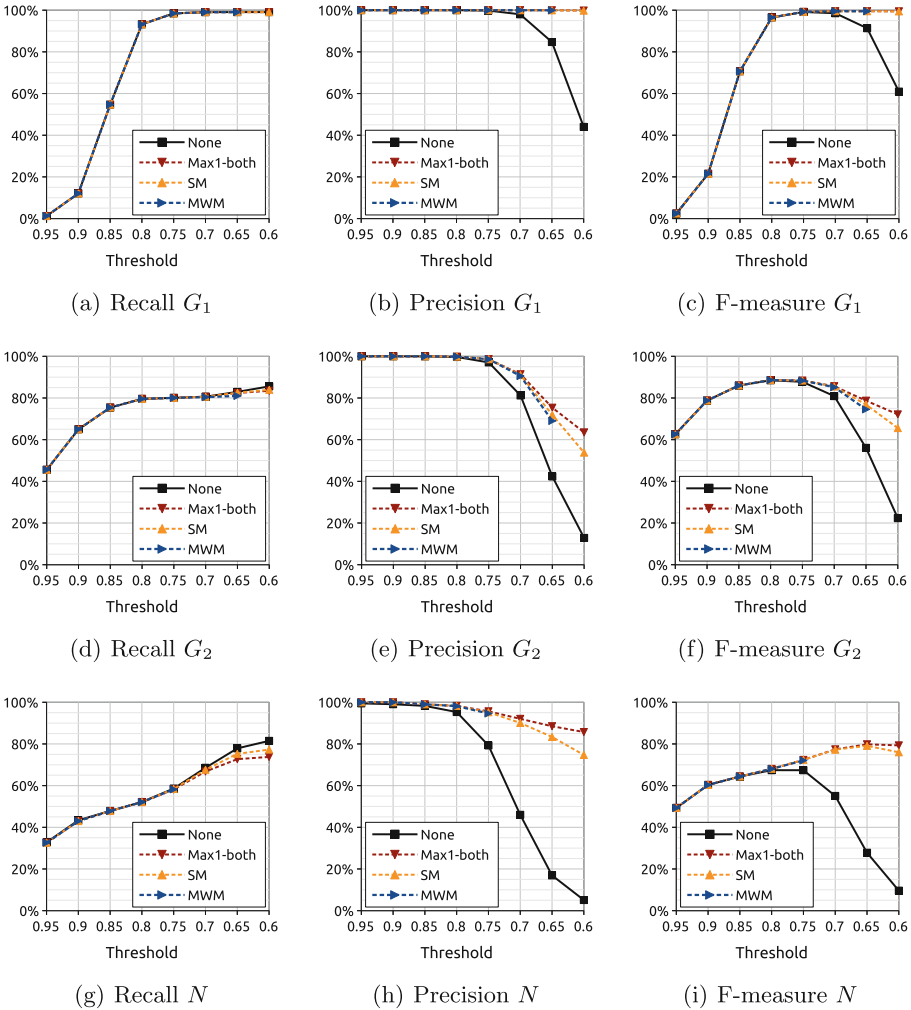 100%
80%
60%
40%
20%
0%
None
Max1-both
SM
MWM
0.95 0.9 0.85 0.8 0.75 0.7 0.65 0.6
Threshold
(a) Recall G1
100%
80%
60%
40%
20%
0%
None
Max1-both
SM
MWM
0.95 0.9 0.85 0.8 0.75 0.7 0.65 0.6
Threshold
(b) Precision G1
100%
80%
60%
40%
20%
0%
None
Max1-both
SM
MWM
0.95 0.9 0.85 0.8 0.75 0.7 0.65 0.6
Threshold
(c) F-measure G1
100%
80%
60%
40%
20%
0%
None
Max1-both
SM
MWM
0.95 0.9 0.85 0.8 0.75 0.7 0.65 0.6
Threshold
(d) Recall G2
100%
80%
60%
40%
20%
0%
None
Max1-both
SM
MWM
0.95 0.9 0.85 0.8 0.75 0.7 0.65 0.6
Threshold
(e) Precision G2
100%
80%
60%
40%
20%
0%
None
Max1-both
SM
MWM
0.95 0.9 0.85 0.8 0.75 0.7 0.65 0.6
Threshold
(f) F-measure G2
100%
80%
60%
40%
20%
0%
None
Max1-both
SM
MWM
0.95 0.9 0.85 0.8 0.75 0.7 0.65 0.6
Threshold
(g) Recall N
100%
80%
60%
40%
20%
0%
None
Max1-both
SM
MWM
0.95 0.9 0.85 0.8 0.75 0.7 0.65 0.6
Threshold
(h) Precision N
100%
80%
60%
40%
20%
0%
None
Max1-both
SM
MWM
0.95 0.9 0.85 0.8 0.75 0.7 0.65 0.6
Threshold
(i) F-measure N